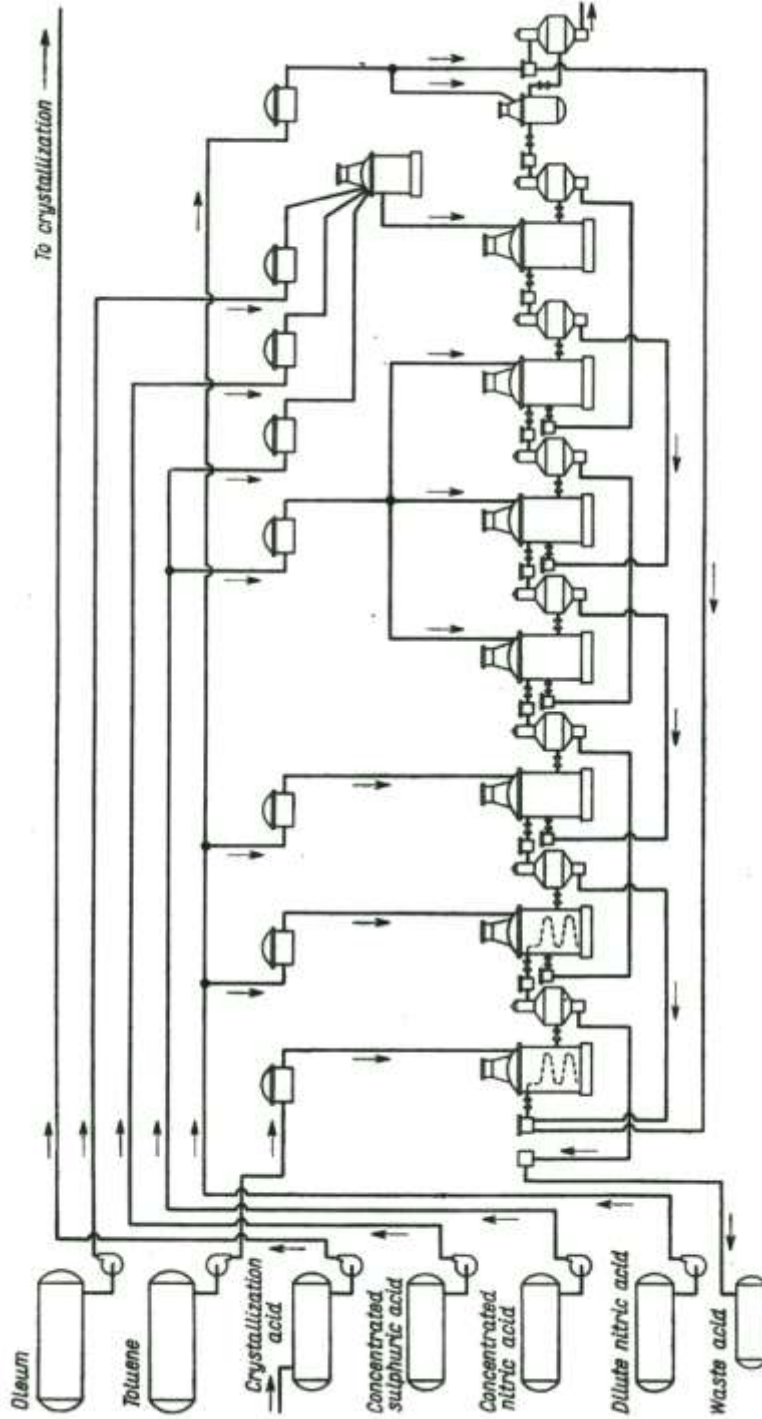 To crystallization
Oleum
Toluene
Crystallization
acid
Concentrated
sulphuric acid
Concentrated
nitric acid
Dilute nitric acid
Waste acid